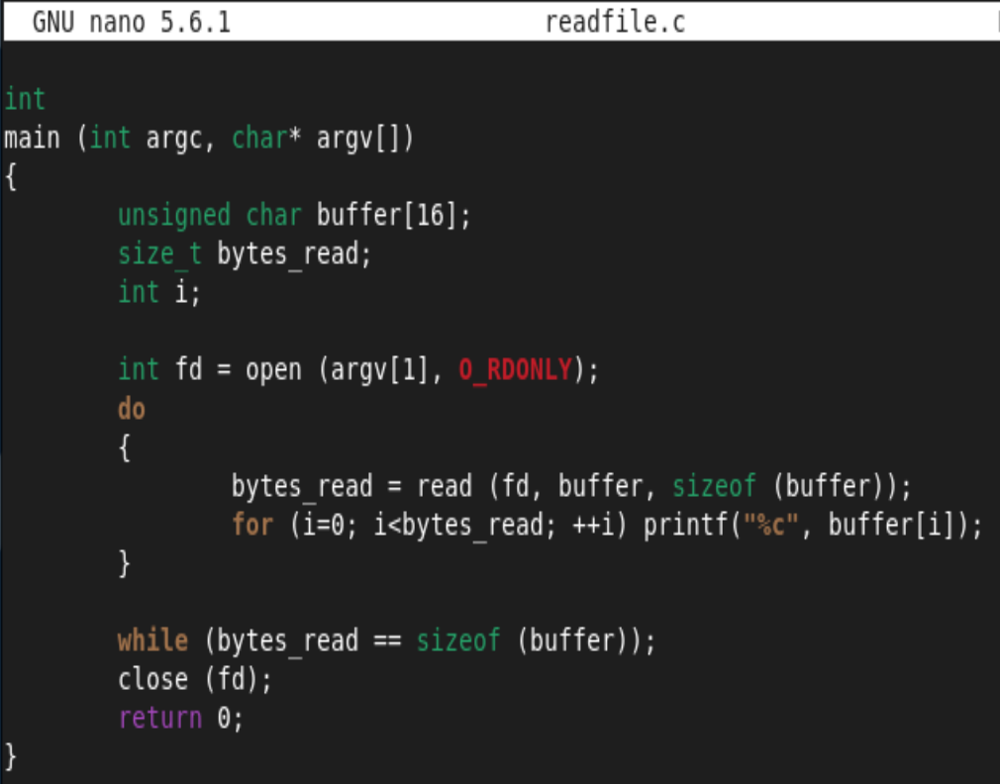 GNU nano 5.6.1 readfile.c
int
main (int argc, char* argv[])
{
unsigned char buffer[16];
size_t bytes_read;
int i;
int fd = open (argv[1], O_RDONLY);
do
{
bytes_read = read (fd, buffer, sizeof (buffer));
for (i=0; i<bytes_read; ++i) printf("%c", buffer[i]);
}
while (bytes_read == sizeof (buffer));
close (fd);
return 0;
}